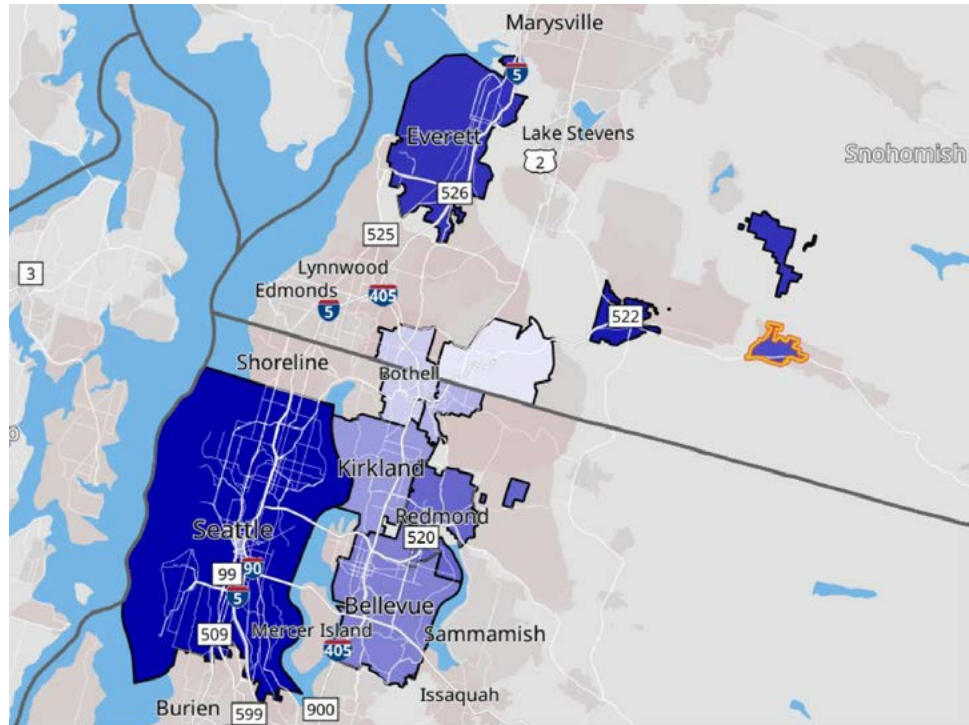 Marysville
5
Everett
Lake Stevens
2
Snohomish
526
525
3
Lynnwood
Edmonds
405
5
522
Shoreline
Bothell
Kirkland
Redmond
Seattle
520
90
99
5
Bellevue
509
Mercer Island
405
Sammamish
Issaquah
Burien
599
900